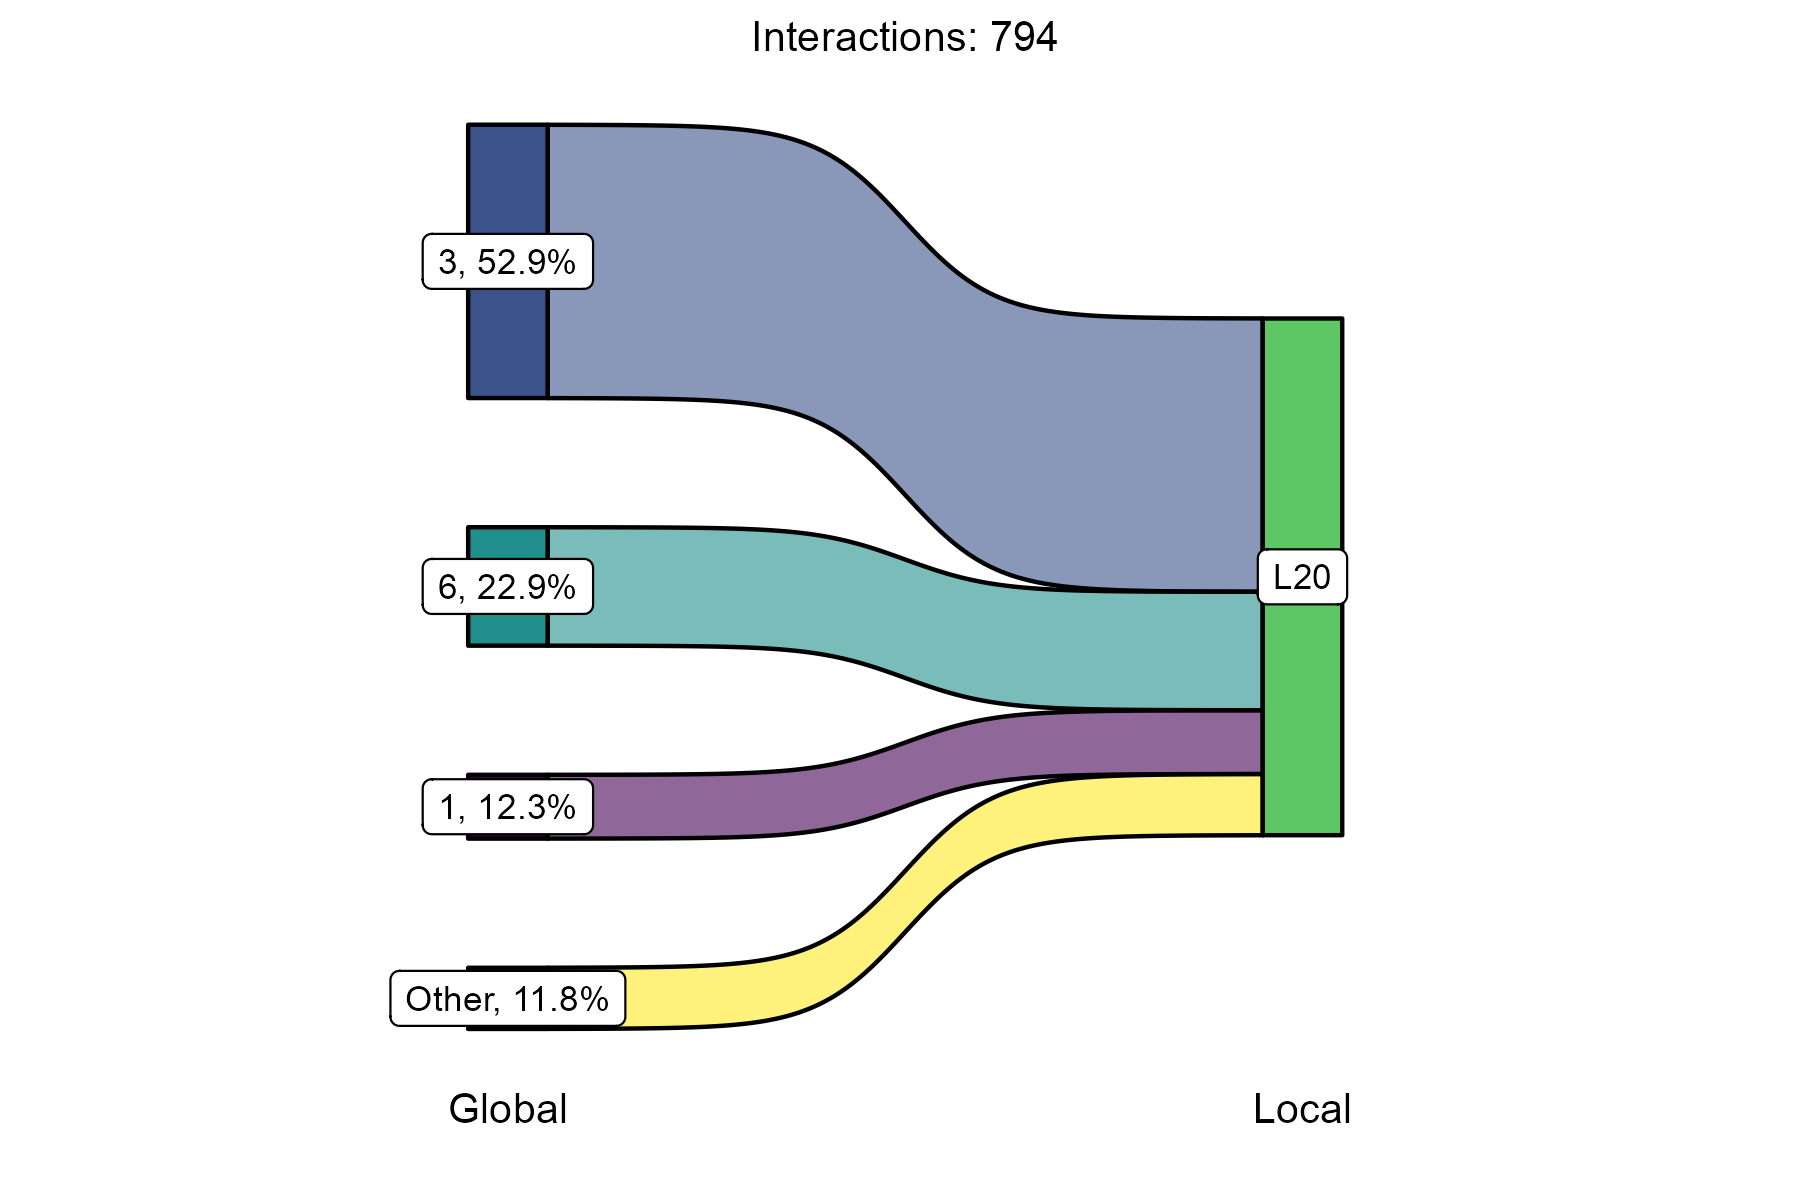 Interactions: 794
3, 52.9%
6, 22.9%
L20
1, 12.3%
Other, 11.8%
Global
Local